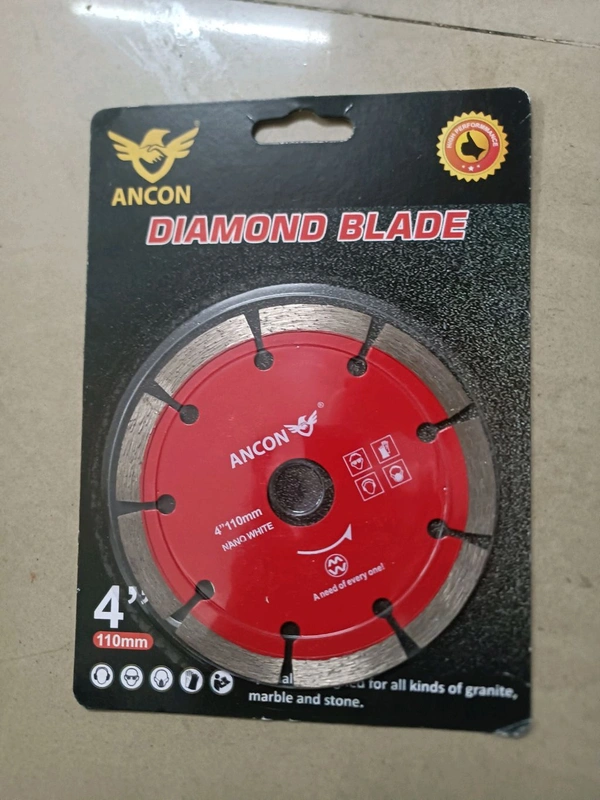 ANCON
HIGH PERFORMANCE
DIAMOND BLADE
ANCON
4"110mm
NANO WHITE
A need of every one!
4"
110mm
for all kinds of granite,
marble and stone.